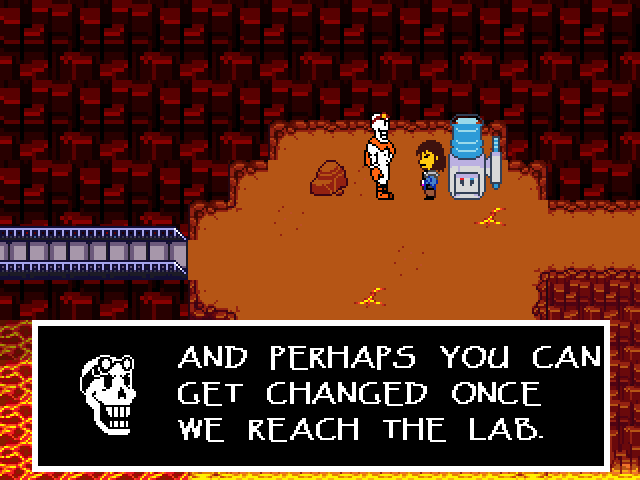 AND PERHAPS YOU CAN
GET CHANGED ONCE
WE REACH THE LAB.